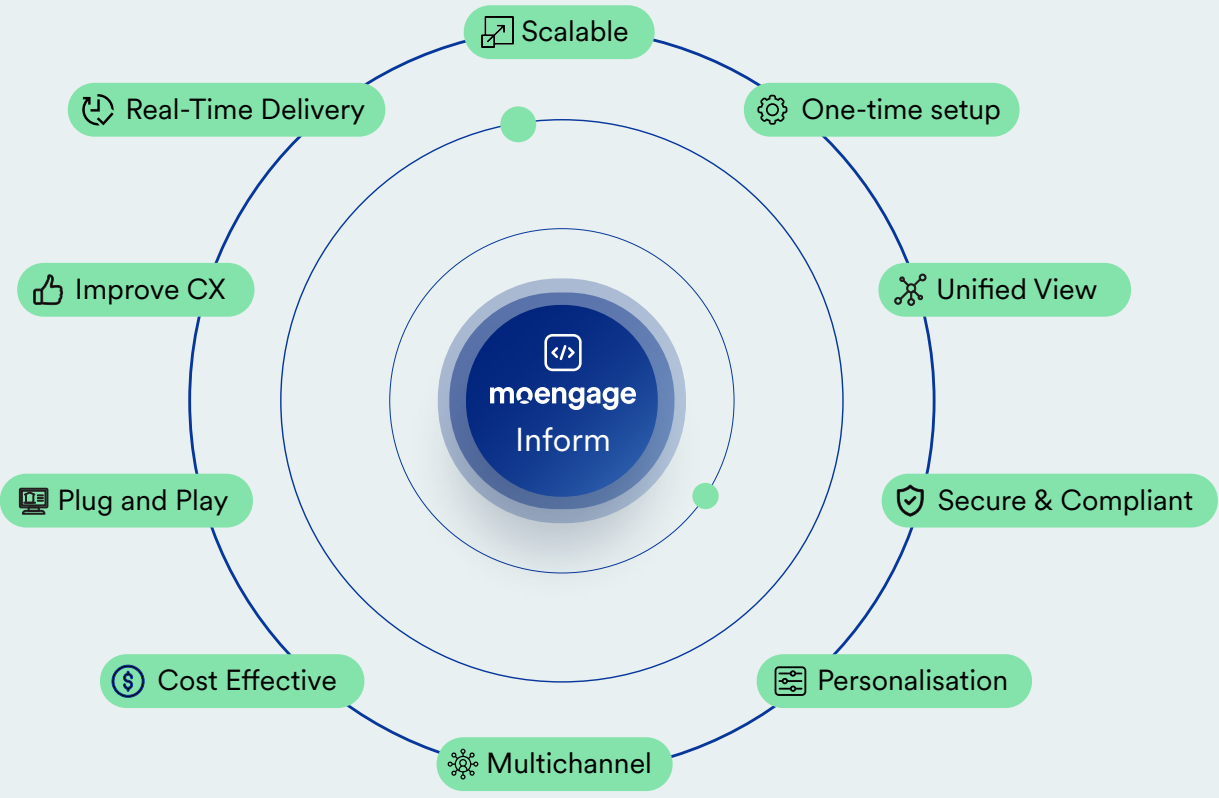 Scalable
Real-Time Delivery
One-time setup
Improve CX
Unified View
</>
moengage
Inform
Plug and Play
Secure & Compliant
$ Cost Effective
Personalisation
Multichannel